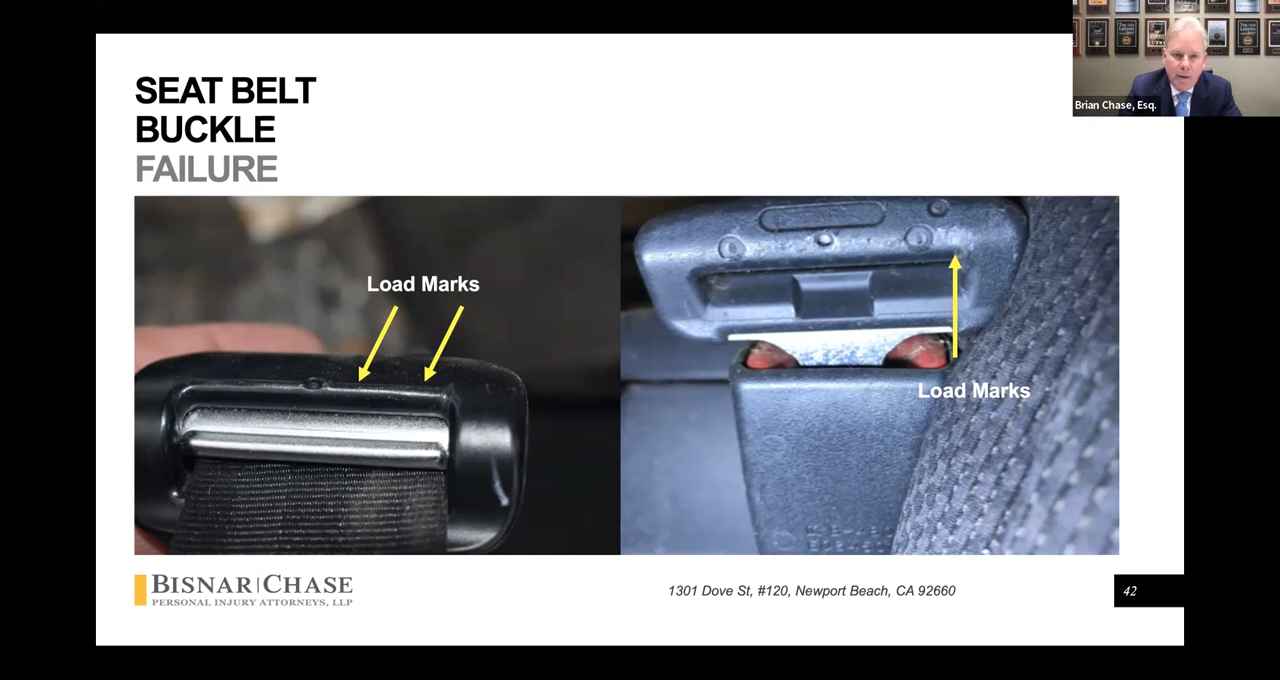 SEAT BELT
BUCKLE
FAILURE
Brian Chase, Esq.
Load Marks
Load Marks
BISNAR|CHASE
PERSONAL INJURY ATTORNEYS, LLP
1301 Dove St, #120, Newport Beach, CA 92660
42